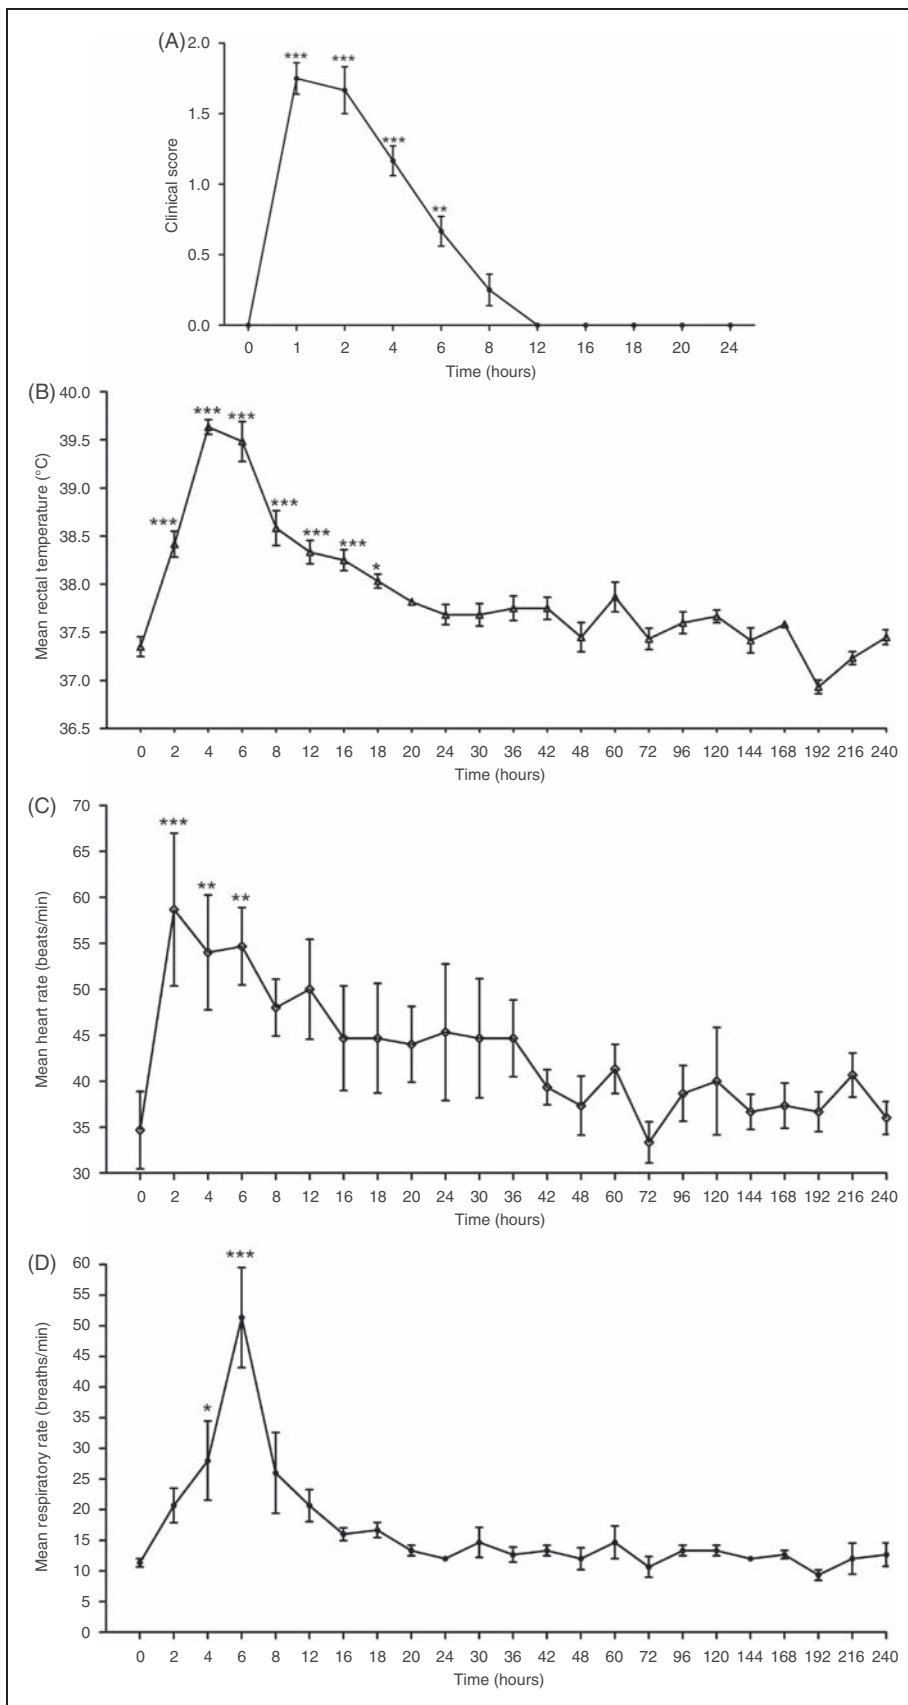 (A)
Clinical score
2.0
1.5
1.0
0.5
0.0
*** *** *** **
0 1 2 4 6 8 12 16 18 20 24
Time (hours)
(B)
Mean rectal temperature (°C)
40.0
39.5
39.0
38.5
38.0
37.5
37.0
36.5
*** *** *** *** *** *** *
0 2 4 6 8 12 16 18 20 24 30 36 42 48 60 72 96 120 144 168 192 216 240
Time (hours)
(C)
Mean heart rate (beats/min)
70
65
60
55
50
45
40
35
30
*** ** **
0 2 4 6 8 12 16 18 20 24 30 36 42 48 60 72 96 120 144 168 192 216 240
Time (hours)
(D)
Mean respiratory rate (breaths/min)
60
55
50
45
40
35
30
25
20
15
10
5
0
* ***
0 2 4 6 8 12 16 18 20 24 30 36 42 48 60 72 96 120 144 168 192 216 240
Time (hours)